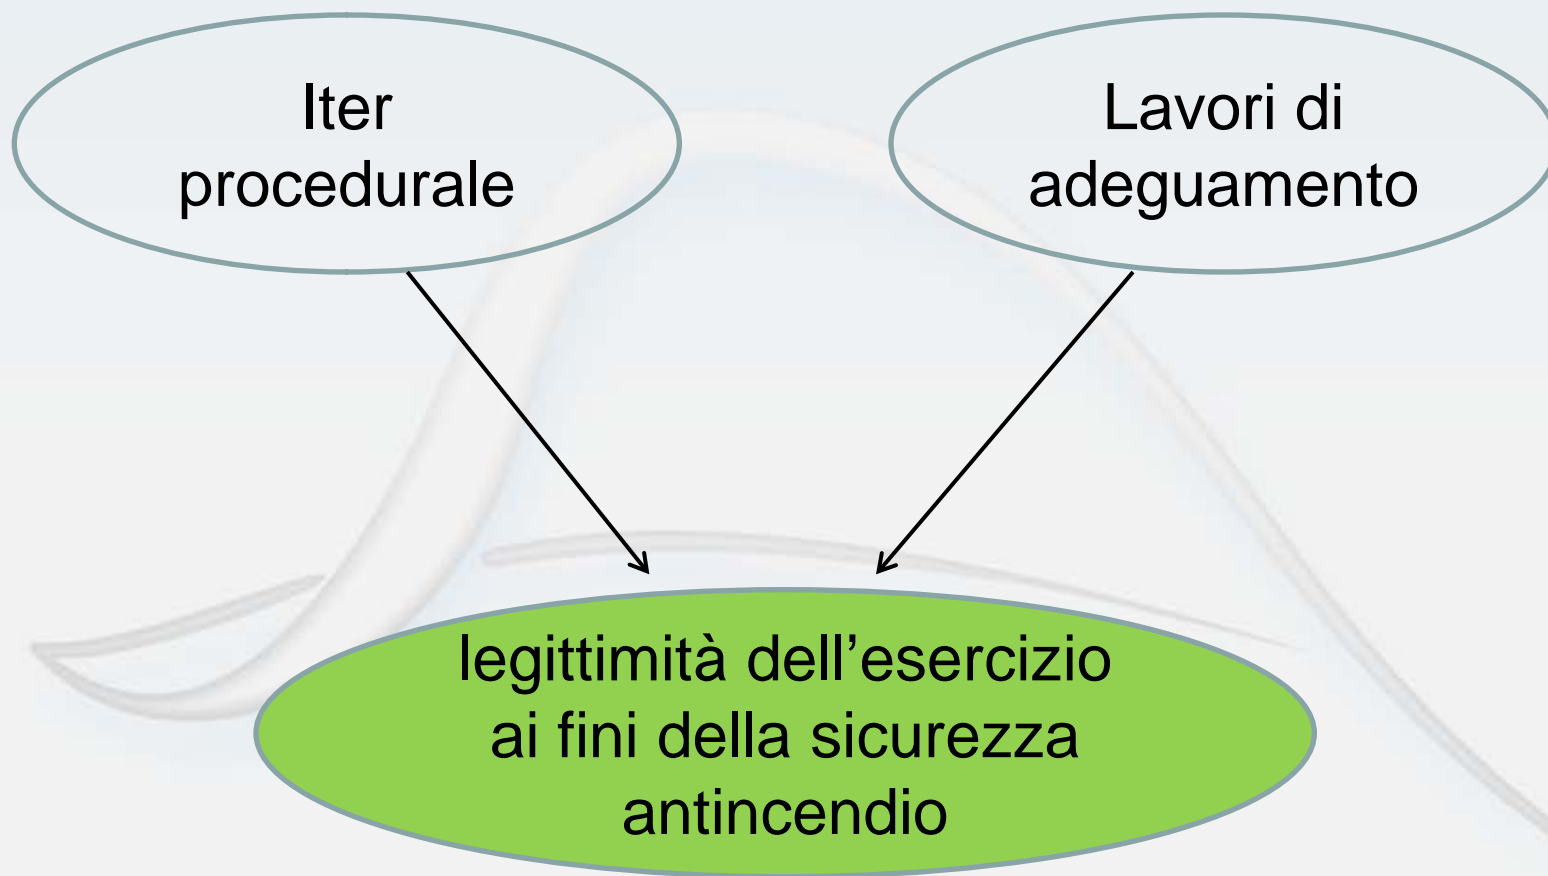 Iter
procedurale
Lavori di
adeguamento
legittimità dell’esercizio
ai fini della sicurezza
antincendio